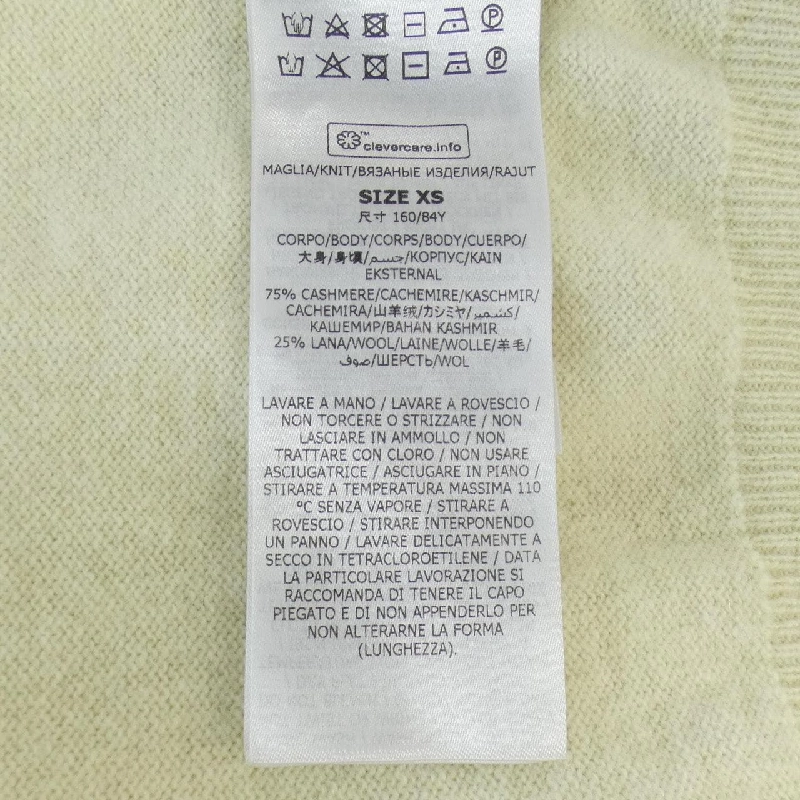 ™
clevercare.info
MAGLIA/KNIT/ВЯЗАНЫЕ ИЗДЕЛИЯ/RAJUT
SIZE XS
尺寸 160/84Y
CORPO/BODY/CORPS/BODY/CUERPO/
大身/身頃/جسم/КОРПУС/KAIN
EKSTERNAL
75% CASHMERE/CACHEMIRE/KASCHMIR/
CACHEMIRA/山羊绒/カシミヤ/كشمير/
КАШЕМИР/BAHAN KASHMIR
25% LANA/WOOL/LAINE/WOLLE/羊毛/
صوف/ШЕРСТЬ/WOL
LAVARE A MANO / LAVARE A ROVESCIO /
NON TORCERE O STRIZZARE / NON
LASCIARE IN AMMOLLO / NON
TRATTARE CON CLORO / NON USARE
ASCIUGATRICE / ASCIUGARE IN PIANO /
STIRARE A TEMPERATURA MASSIMA 110
ºC SENZA VAPORE / STIRARE A
ROVESCIO / STIRARE INTERPONENDO
UN PANNO / LAVARE DELICATAMENTE A
SECCO IN TETRACLOROETILENE / DATA
LA PARTICOLARE LAVORAZIONE SI
RACCOMANDA DI TENERE IL CAPO
PIEGATO E DI NON APPENDERLO PER
NON ALTERARNE LA FORMA
(LUNGHEZZA).